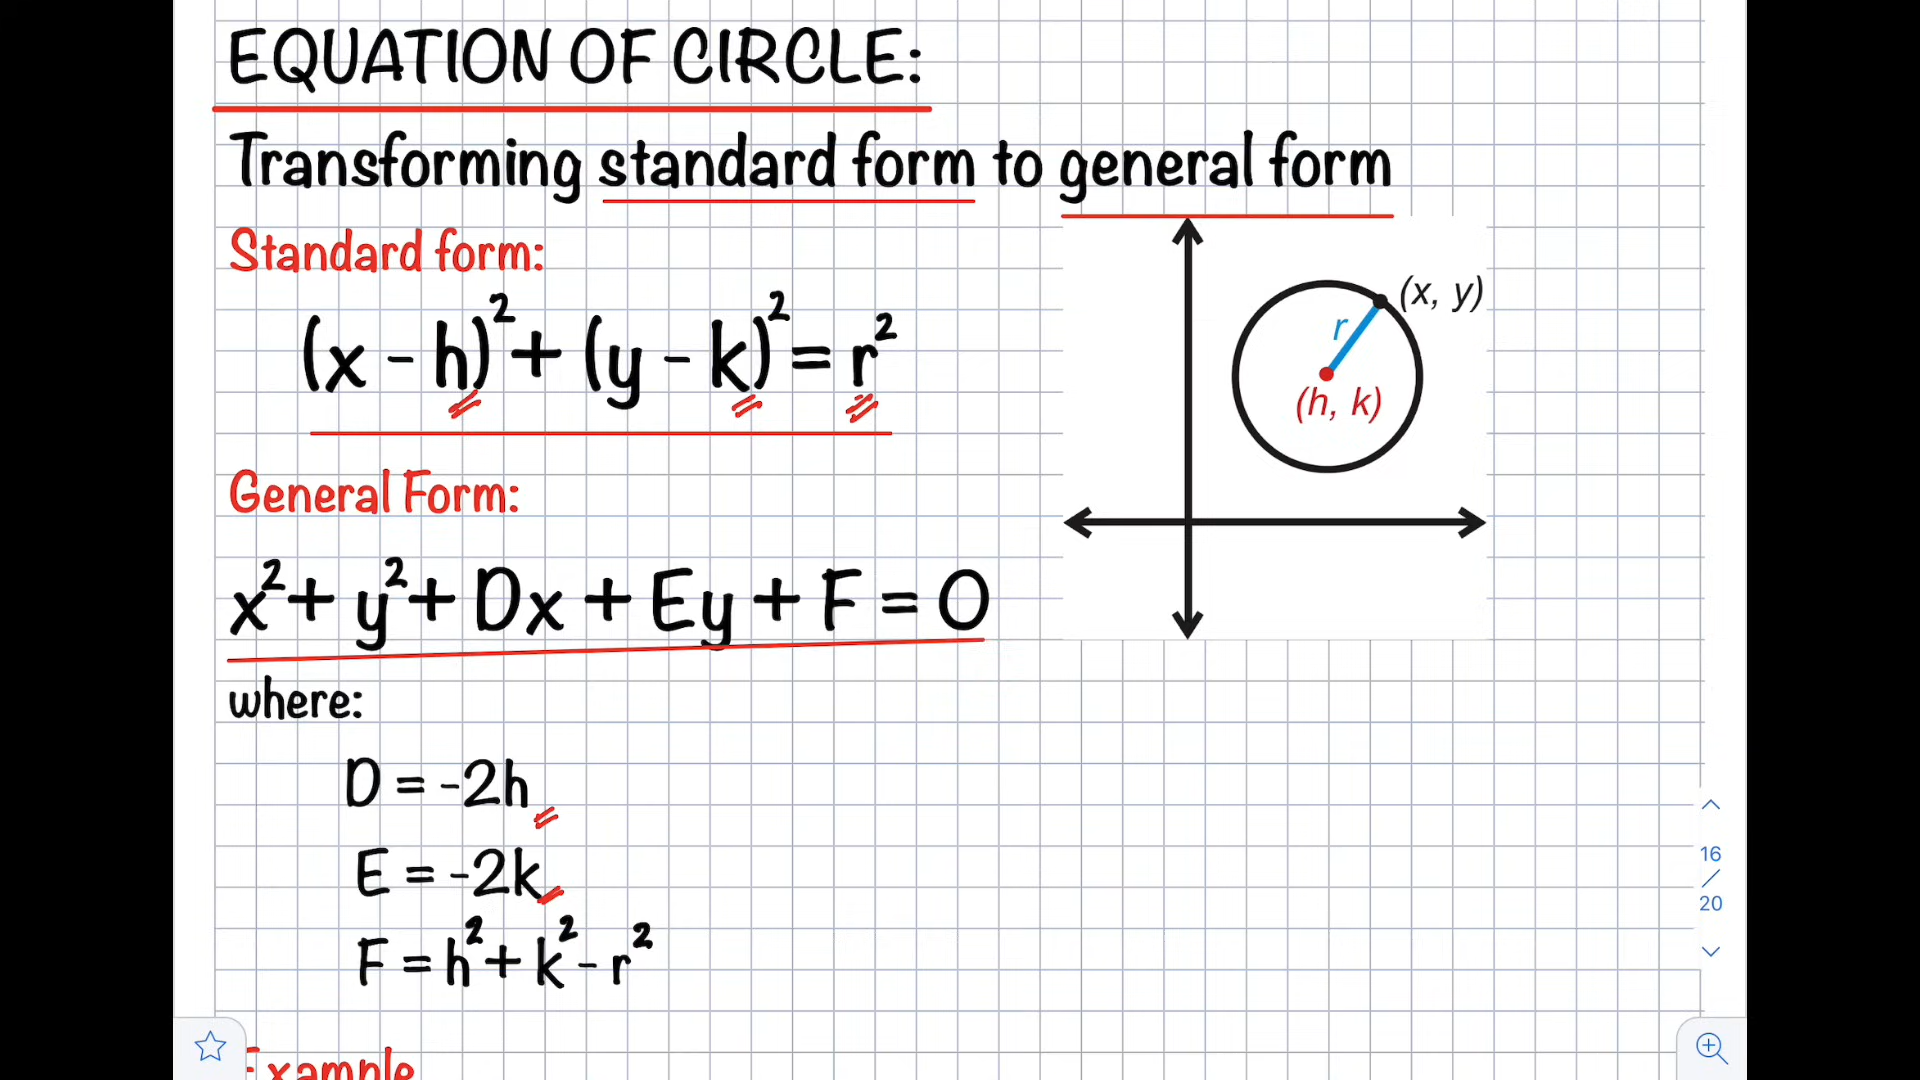 EQUATION OF CIRCLE:
Transforming standard form to general form
Standard form:
(x - h)² + (y - k)² = r²
(x, y)
r
(h, k)
General Form:
x² + y² + Dx + Ey + F = 0
where:
D = -2h
E = -2k
F = h² + k² - r²
16
/
20
Example